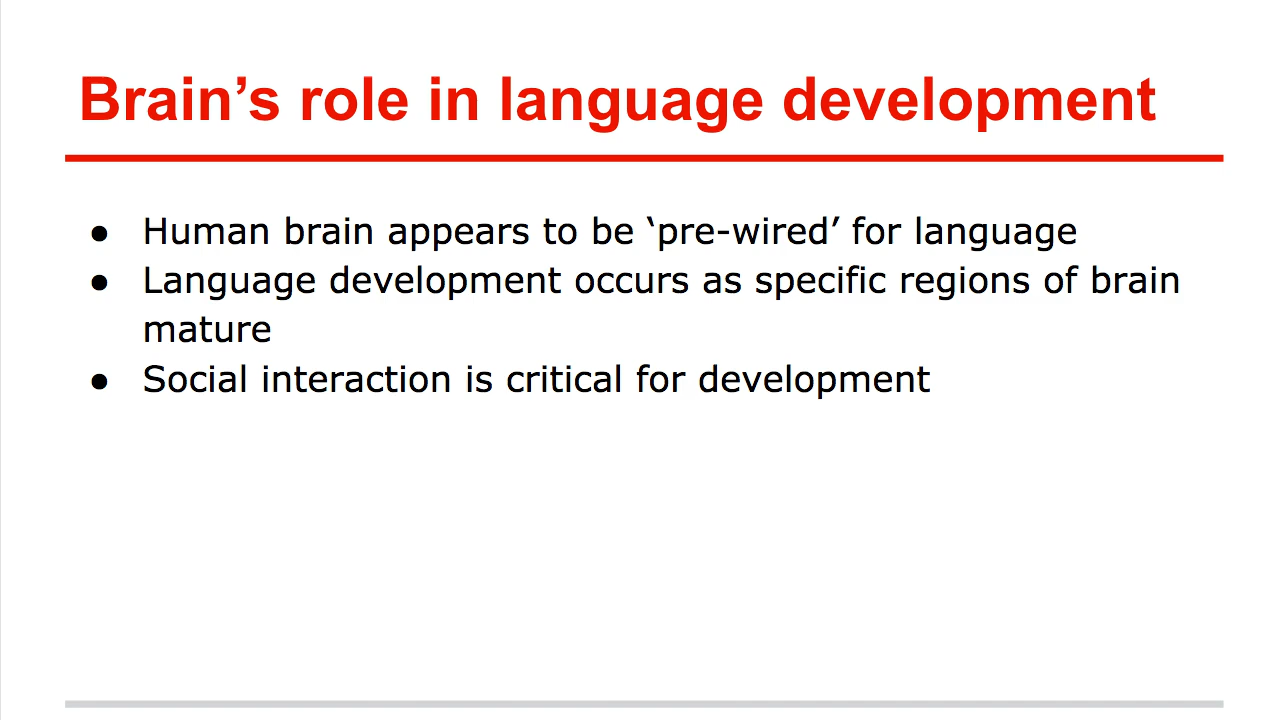 Brain’s role in language development
● Human brain appears to be ‘pre-wired’ for language
● Language development occurs as specific regions of brain
mature
● Social interaction is critical for development